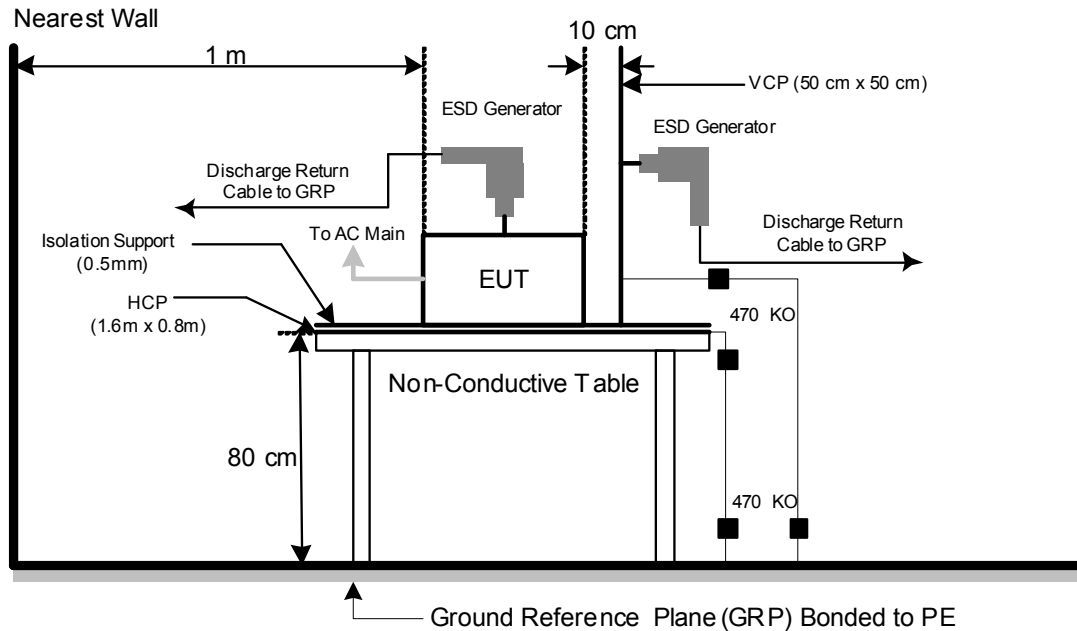 Nearest Wall
10 cm
1 m
VCP (50 cm x 50 cm)
ESD Generator
ESD Generator
Discharge Return
Cable to GRP
To AC Main
Discharge Return
Cable to GRP
Isolation Support
(0.5mm)
EUT
HCP
(1.6m x 0.8m)
470 KO
Non-Conductive Table
80 cm
470 KO
Ground Reference Plane (GRP) Bonded to PE